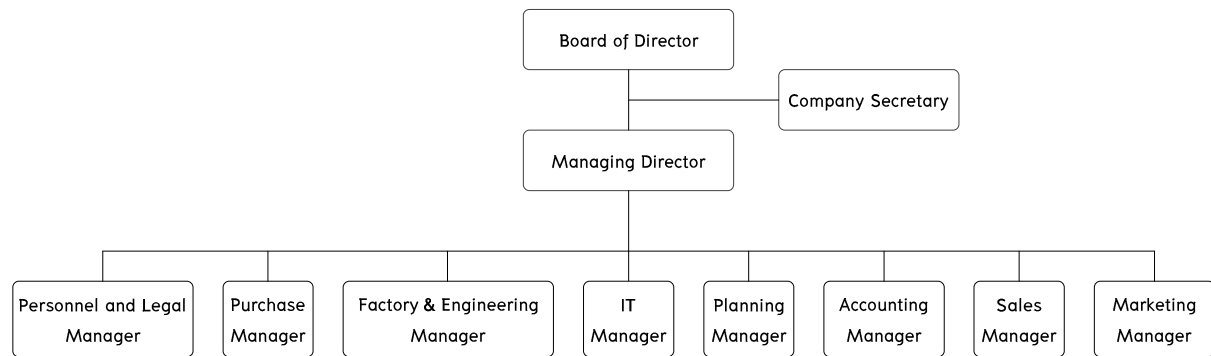 Board of Director
Company Secretary
Managing Director
Personnel and Legal
Manager
Purchase
Manager
Factory & Engineering
Manager
IT
Manager
Planning
Manager
Accounting
Manager
Sales
Manager
Marketing
Manager